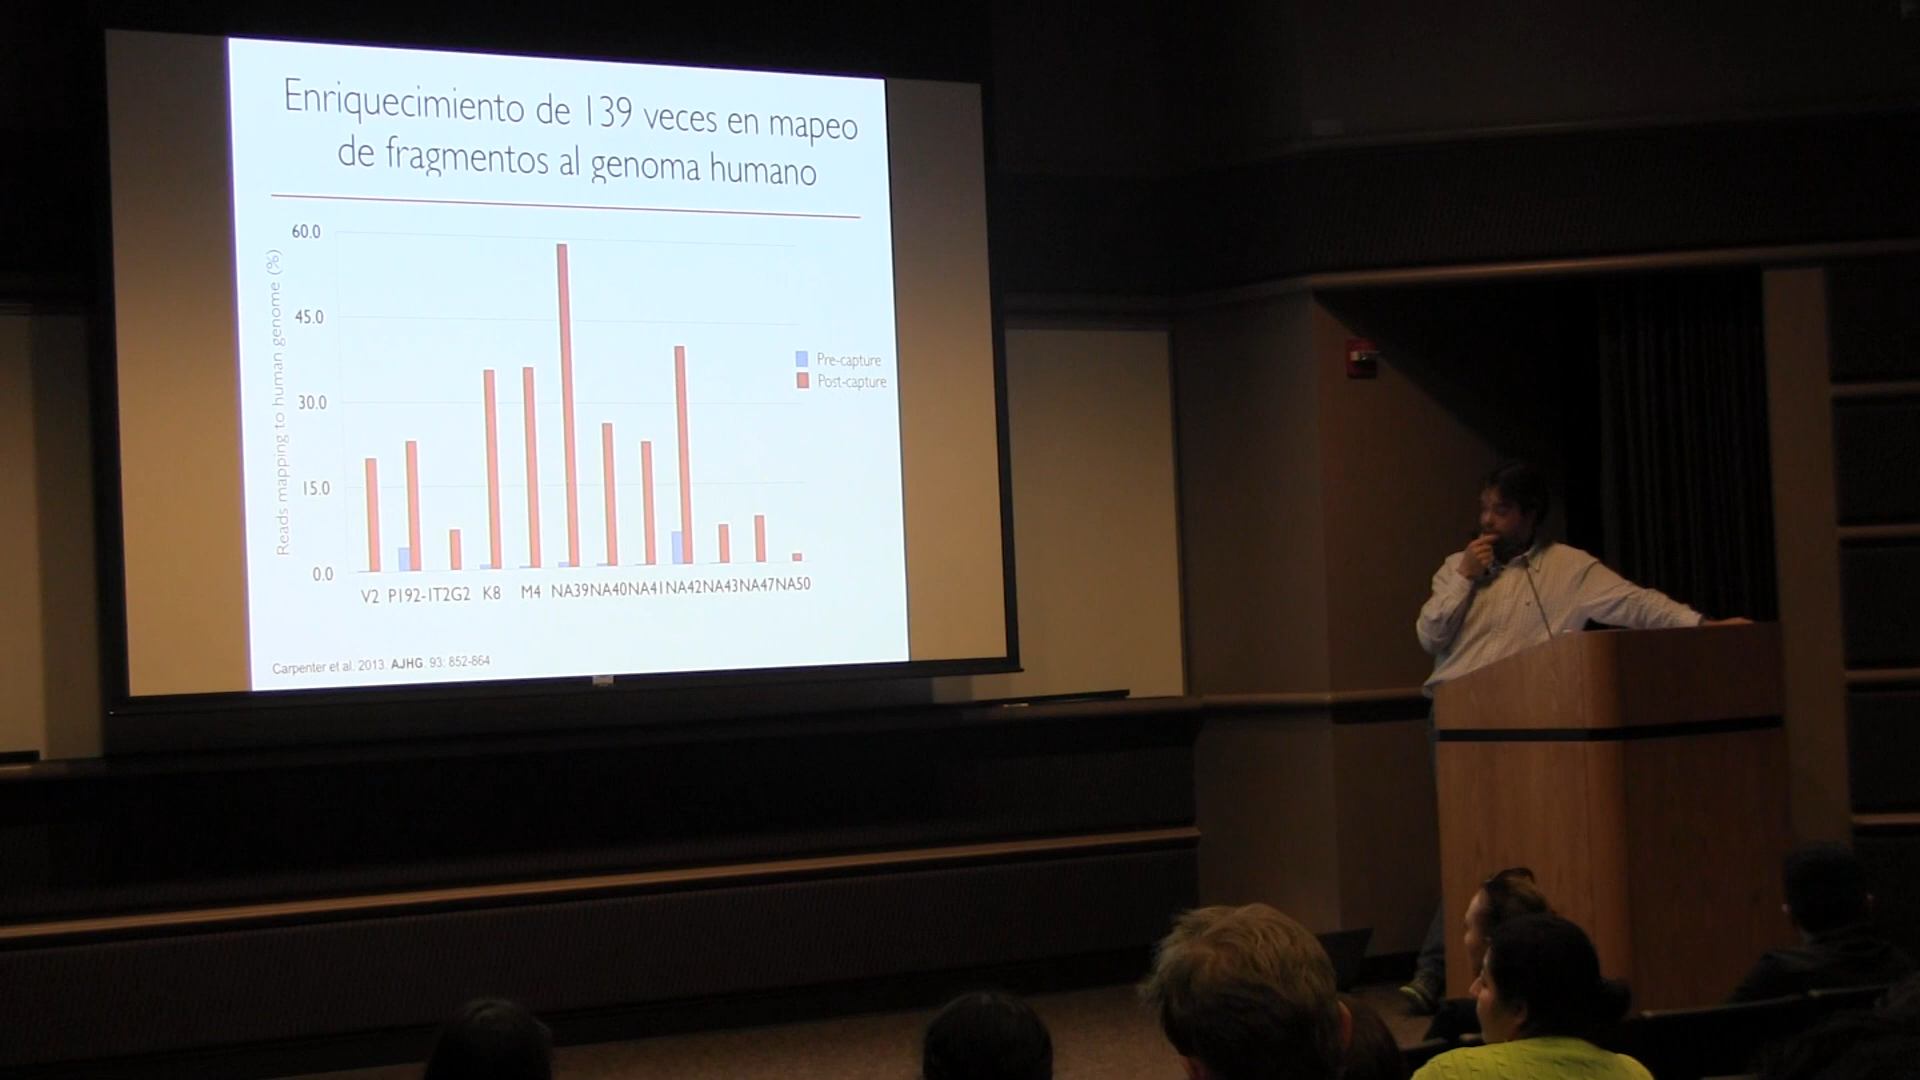 Enriquecimiento de 139 veces en mapeo
de fragmentos al genoma humano
60.0
45.0
30.0
15.0
0.0
Reads mapping to human genome (%)
Pre-capture
Post-capture
V2 P192-1T2G2 K8 M4 NA39NA40NA41NA42NA43NA47NA50
Carpenter et al. 2013. AJHG. 93: 852-864